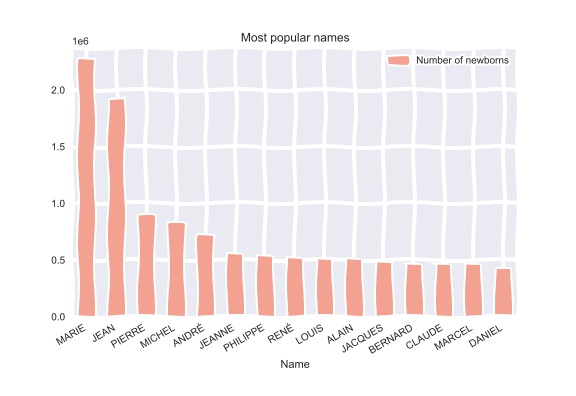 Most popular names
1e6
Number of newborns
2.0
1.5
1.0
0.5
0.0
MARIE
JEAN
PIERRE
MICHEL
ANDRÉ
JEANNE
PHILIPPE
RENÉ
LOUIS
ALAIN
JACQUES
BERNARD
CLAUDE
MARCEL
DANIEL
Name